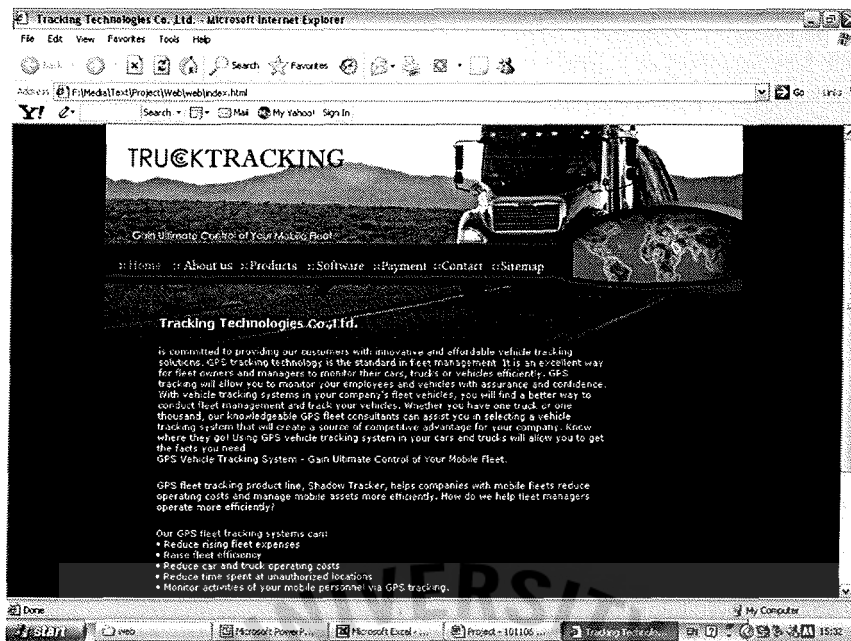 Tracking Technologies Co.,Ltd. - Microsoft Internet Explorer
File Edit View Favorites Tools Help
Back Search Favorites
Address F:\Media\Text\Project\Web\web\index.html Go Links
Y! Search Mail My Yahoo! Sign In
TRUCKTRACKING
Gain Ultimate Control of Your Mobile Fleet
::Home ::About us ::Products ::Software ::Payment ::Contact ::Sitemap
Tracking Technologies Co.,Ltd.
is committed to providing our customers with innovative and affordable vehicle tracking
solutions. GPS tracking technology is the standard in fleet management. It is an excellent way
for fleet owners and managers to monitor their cars, trucks or vehicles efficiently. GPS
tracking will allow you to monitor your employees and vehicles with assurance and confidence.
With vehicle tracking systems in your company's fleet vehicles, you will find a better way to
conduct fleet management and track your vehicles. Whether you have one truck or one
thousand, our knowledgeable GPS fleet consultants can assist you in selecting a vehicle
tracking system that will create a source of competitive advantage for your company. Know
where they go! Using GPS vehicle tracking system in your cars and trucks will allow you to get
the facts you need
GPS Vehicle Tracking System - Gain Ultimate Control of Your Mobile Fleet.
GPS fleet tracking product line, Shadow Tracker, helps companies with mobile fleets reduce
operating costs and manage mobile assets more efficiently. How do we help fleet managers
operate more efficiently?
Our GPS fleet tracking systems can:
• Reduce rising fleet expenses
• Raise fleet efficiency
• Reduce car and truck operating costs
• Reduce time spent at unauthorized locations
• Monitor activities of your mobile personnel via GPS tracking.
UNIVERSITY
Done My Computer
start web Microsoft PowerP... Microsoft Excel - ... Project - 101106 ... Tracking Technolo... EN 15:32